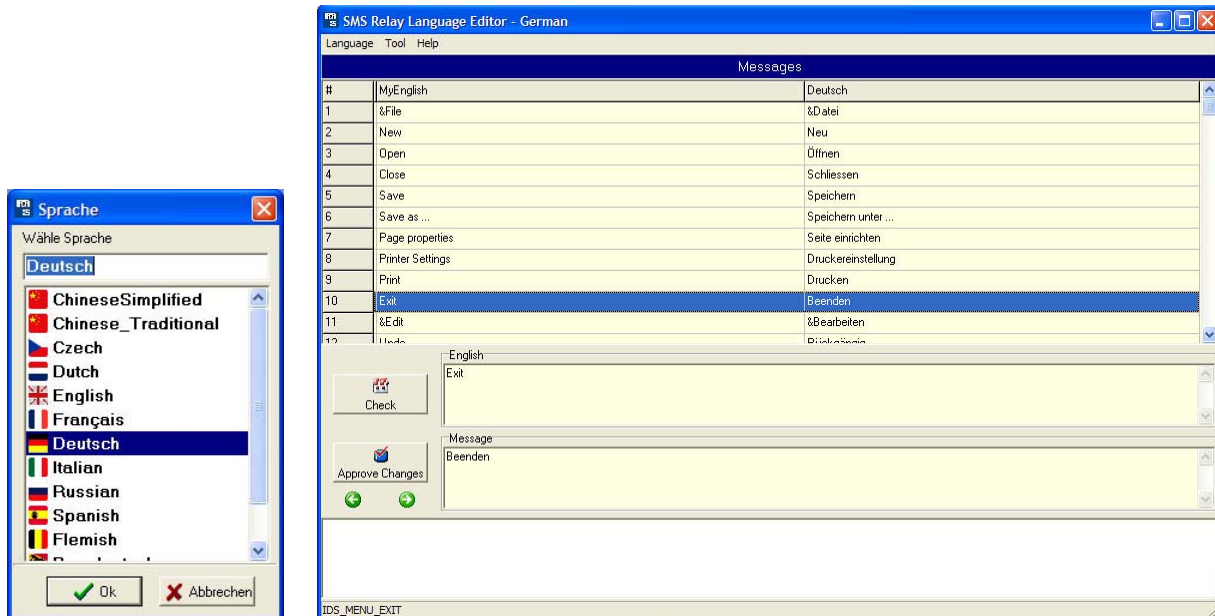 Sprache
Wähle Sprache
Deutsch
ChineseSimplified
Chinese_Traditional
Czech
Dutch
English
Français
Deutsch
Italian
Russian
Spanish
Flemish
Ok Abbrechen
SMS Relay Language Editor - German
Language Tool Help
Messages
# MyEnglish Deutsch
1 &File &Datei
2 New Neu
3 Open Öffnen
4 Close Schliessen
5 Save Speichern
6 Save as ... Speichern unter ...
7 Page properties Seite einrichten
8 Printer Settings Druckereinstellung
9 Print Drucken
10 Exit Beenden
11 &Edit &Bearbeiten
12 Undo Rückgängig
English
Exit
Check
Message
Beenden
Approve Changes
IDS_MENU_EXIT